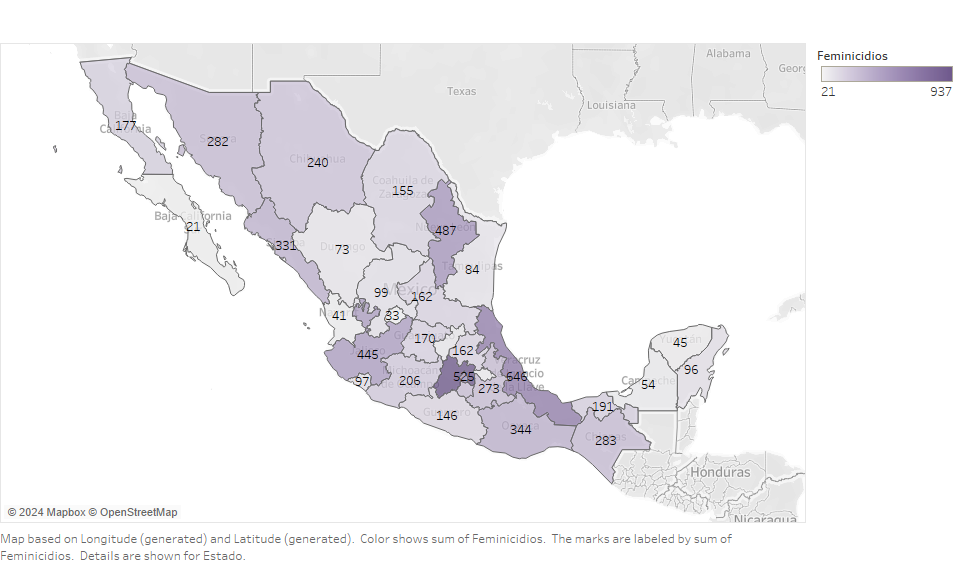 Feminicidios
21 937
Alabama
Georg
Texas
Louisiana
177
282
240
155
Baja California
21
487
331
73
84
99
162
México
41
33
170
445
162
97
206
525
646
273
146
344
191
283
45
54
96
Honduras
Nicaragua
© 2024 Mapbox © OpenStreetMap
Map based on Longitude (generated) and Latitude (generated). Color shows sum of Feminicidios. The marks are labeled by sum of
Feminicidios. Details are shown for Estado.